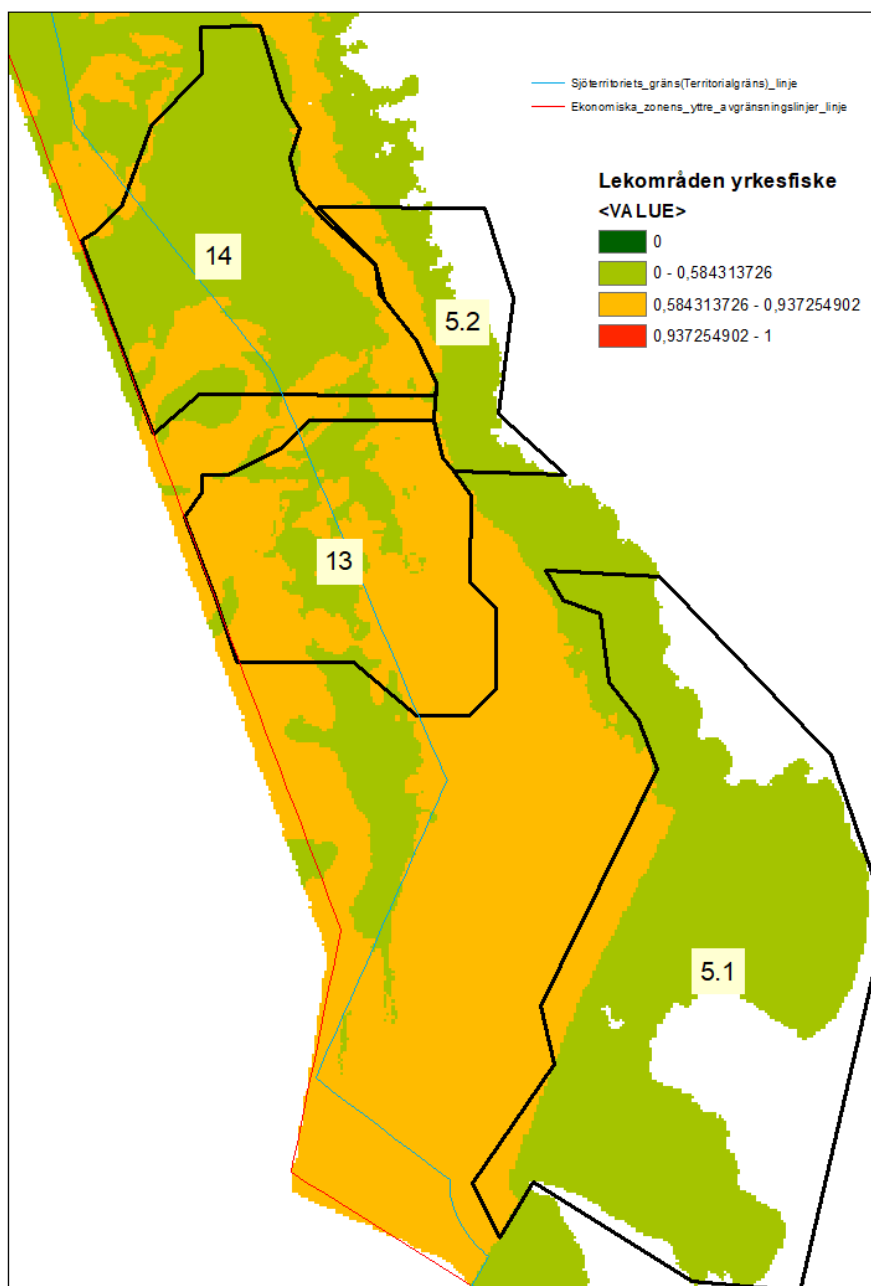 Sjöterritoriets_gräns(Territorialgräns)_linje
Ekonomiska_zonens_yttre_avgränsningslinjer_linje
Lekområden yrkesfiske
<VALUE>
0
0 - 0,584313726
0,584313726 - 0,937254902
0,937254902 - 1
14
5.2
13
5.1